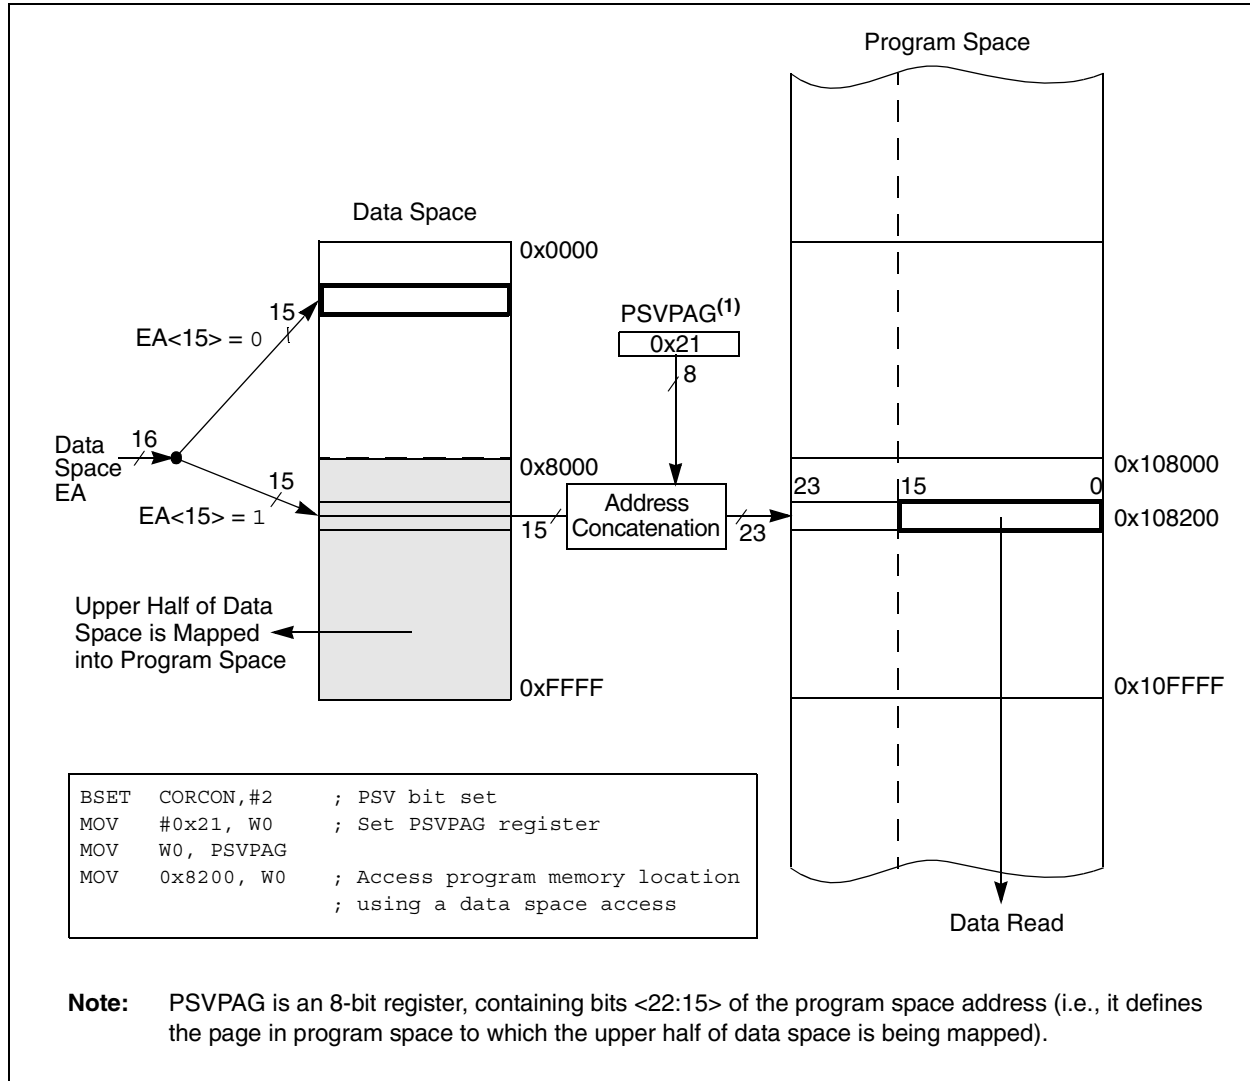 Program Space
Data Space
0x0000
15
EA<15> = 0
PSVPAG(1)
0x21
8
Data
Space
EA
16
15
EA<15> = 1
0x8000
15
Address
Concatenation
23
23 15 0
0x108000
0x108200
Upper Half of Data
Space is Mapped
into Program Space
0xFFFF
0x10FFFF
BSET CORCON,#2 ; PSV bit set
MOV #0x21, W0 ; Set PSVPAG register
MOV W0, PSVPAG
MOV 0x8200, W0 ; Access program memory location
; using a data space access
Data Read
Note: PSVPAG is an 8-bit register, containing bits <22:15> of the program space address (i.e., it defines
the page in program space to which the upper half of data space is being mapped).